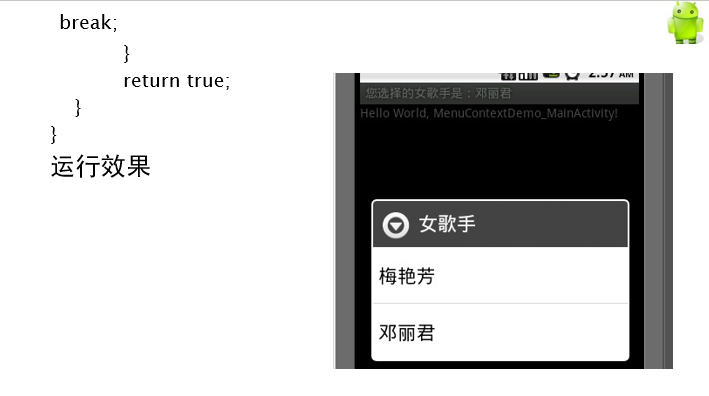 break;
}
return true;
}
}
运行效果
2:57 AM
您选择的女歌手是：邓丽君
Hello World, MenuContextDemo_MainActivity!
女歌手
梅艳芳
邓丽君